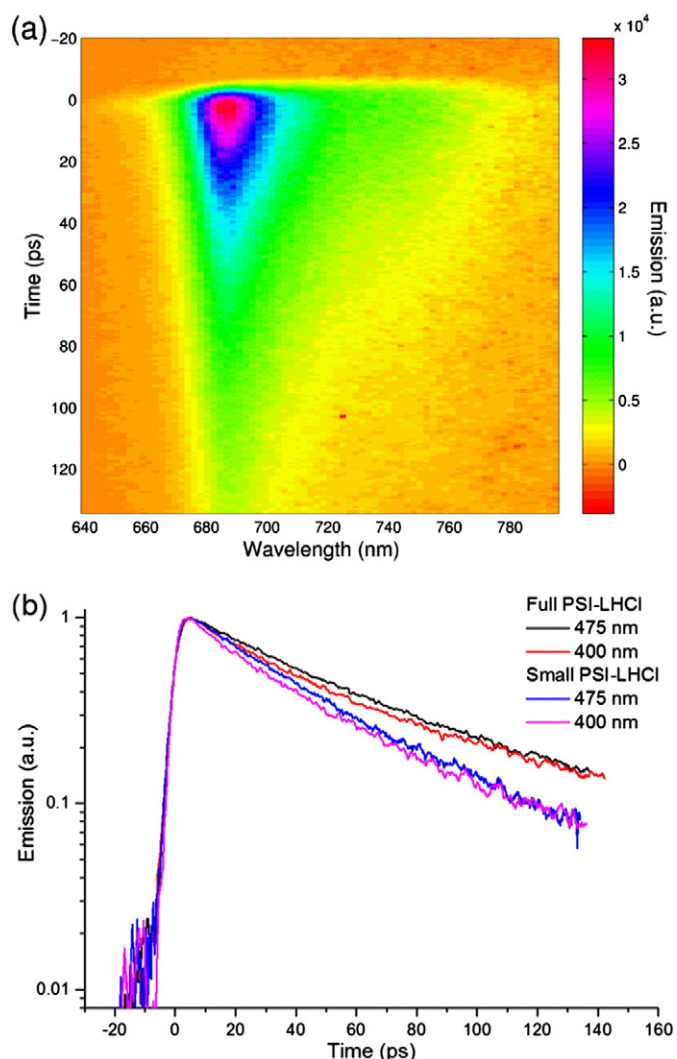 (a)
x 10⁴
-20
0
20
40
60
80
100
120
Time (ps)
640 660 680 700 720 740 760 780
Wavelength (nm)
3
2.5
2
1.5
1
0.5
0
Emission (a.u.)
(b)
1
0.1
0.01
Emission (a.u.)
Full PSI-LHCI
475 nm
400 nm
Small PSI-LHCI
475 nm
400 nm
-20 0 20 40 60 80 100 120 140 160
Time (ps)